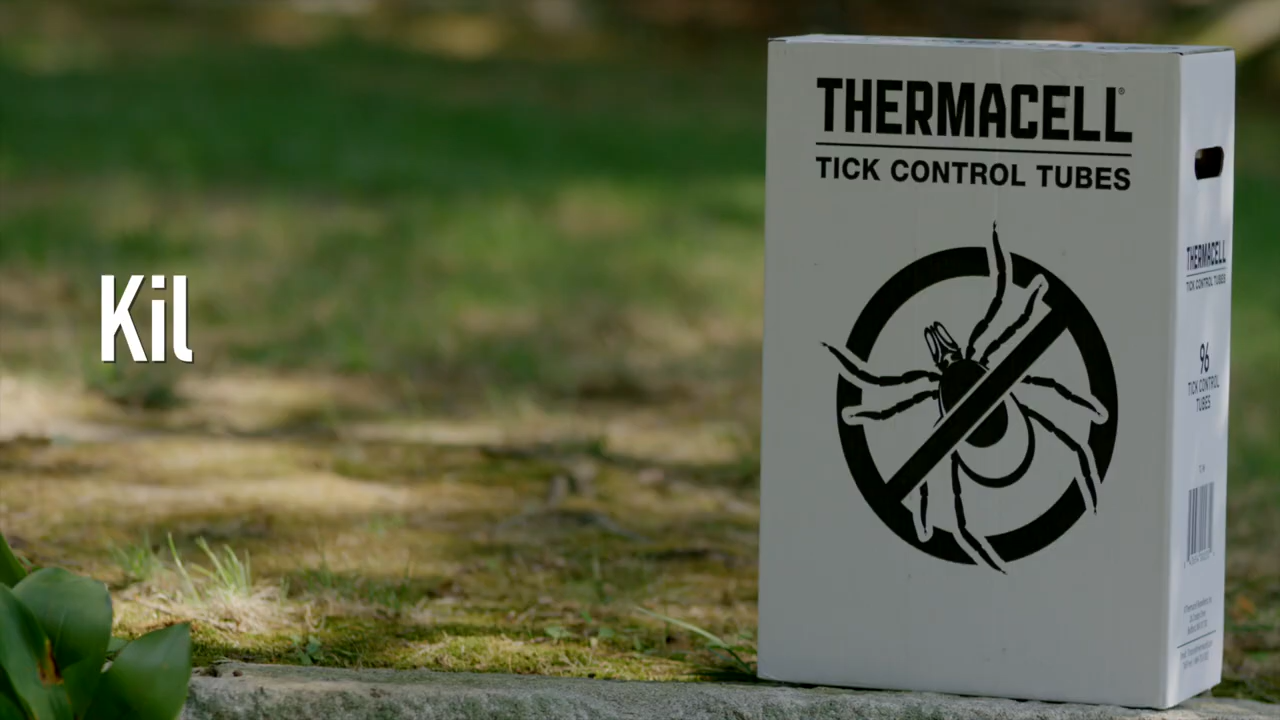 Kil
THERMACELL®
TICK CONTROL TUBES
THERMACELL
TICK CONTROL TUBES
96
TICK CONTROL
TUBES